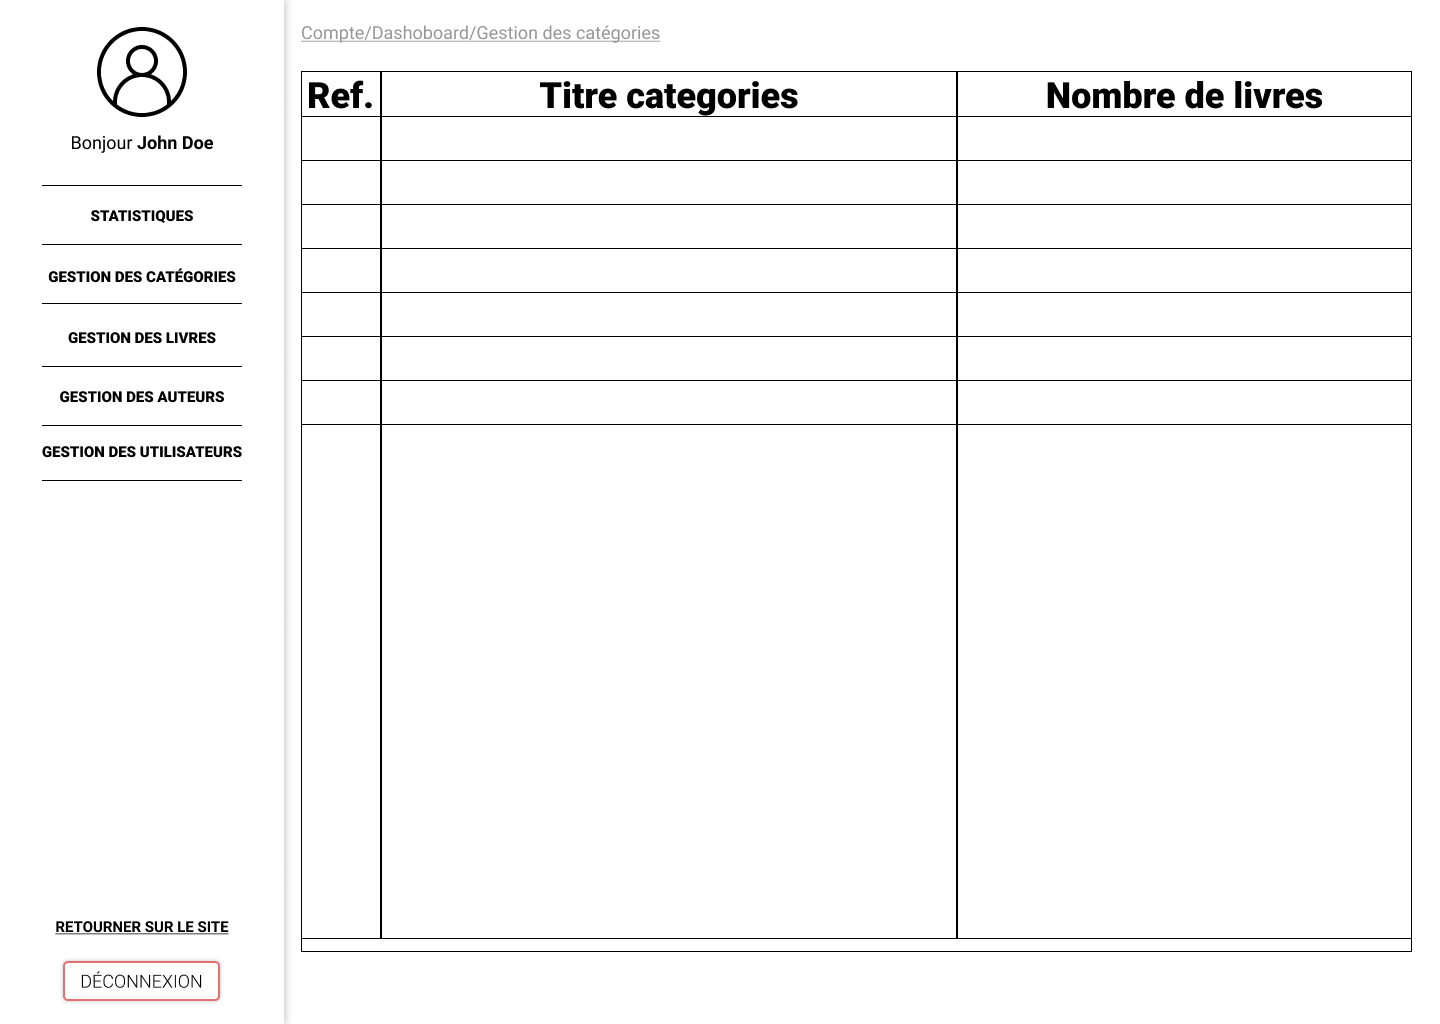 Bonjour John Doe
STATISTIQUES
GESTION DES CATÉGORIES
GESTION DES LIVRES
GESTION DES AUTEURS
GESTION DES UTILISATEURS
RETOURNER SUR LE SITE
DÉCONNEXION
Compte/Dashoboard/Gestion des catégories
Ref. Titre categories Nombre de livres